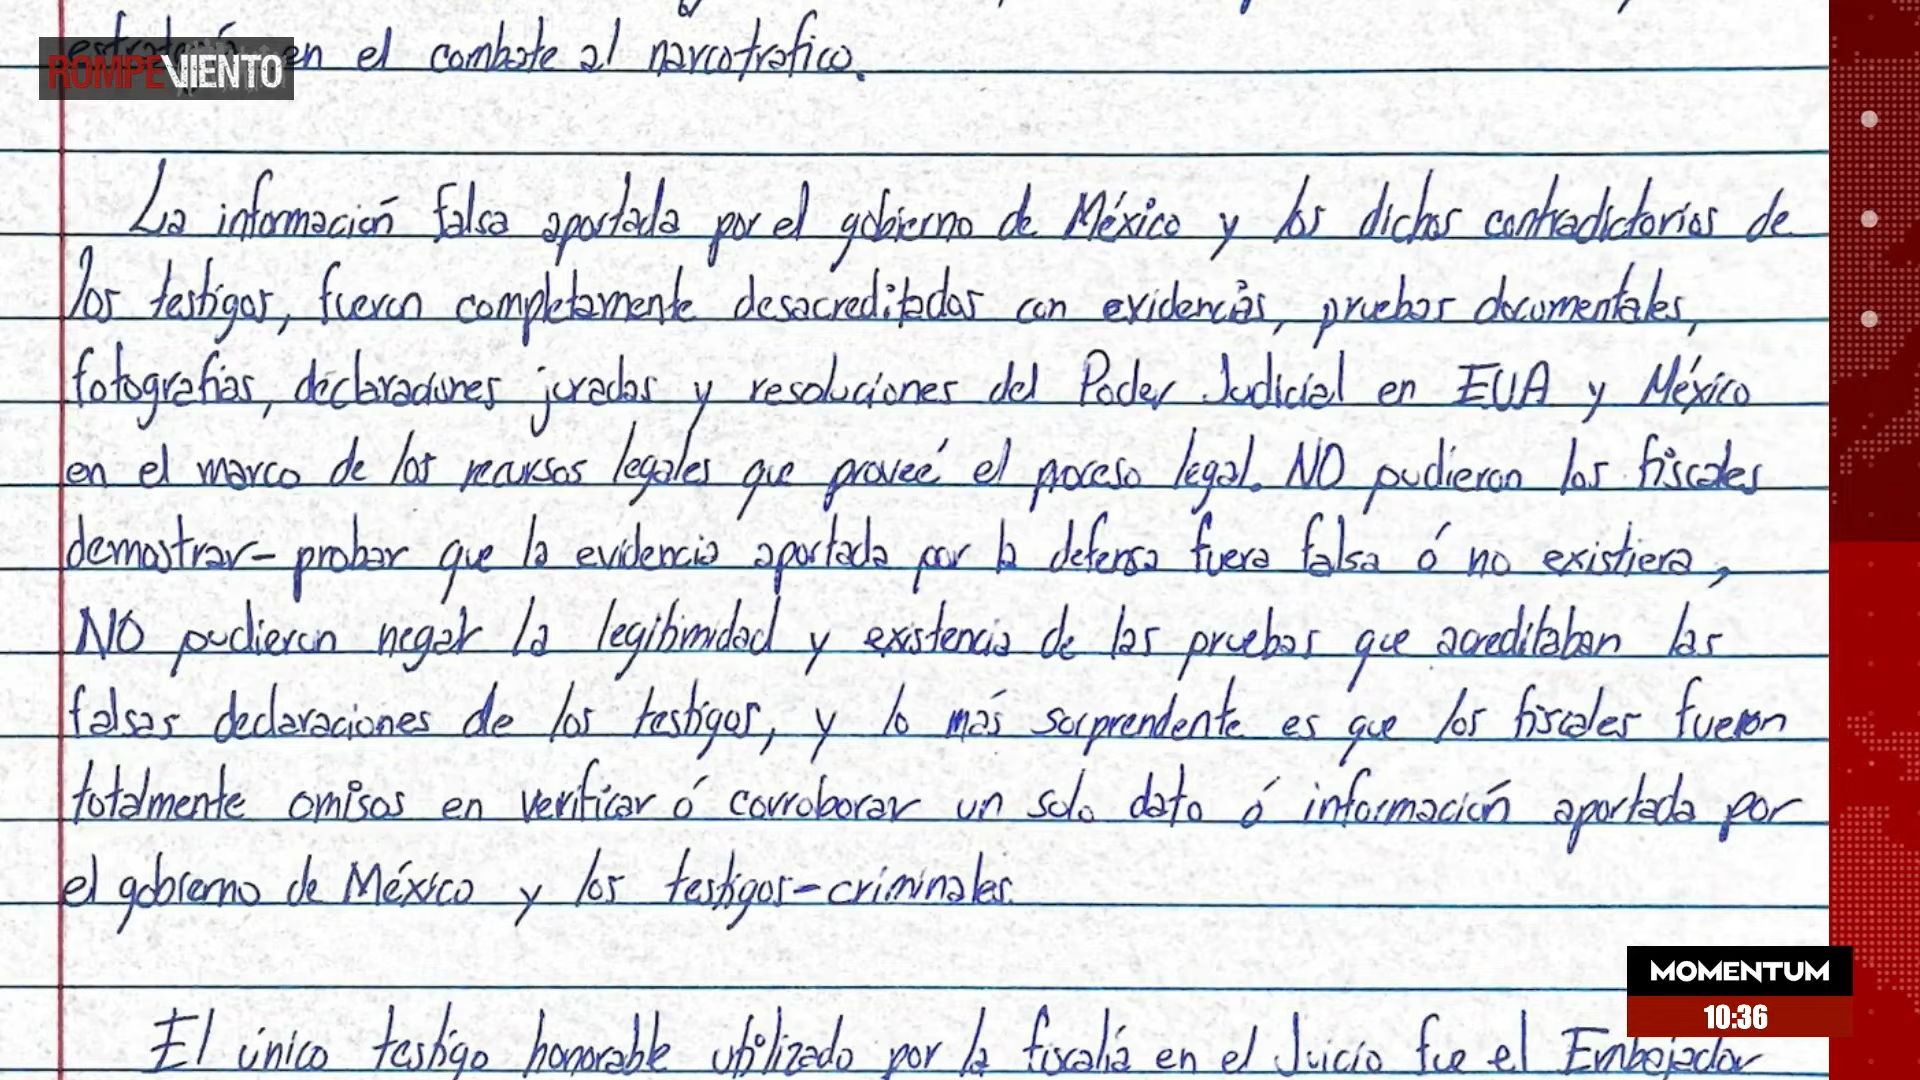 estrategia en el combate al narcotrafico.
ROMPEVIENTO
La información falsa aportada por el gobierno de México y los dichos contradictorios de
los testigos, fueron completamente desacreditados con evidencias, pruebas documentales,
fotografias, declaraciones juradas y resoluciones del Poder Judicial en EUA y México
en el marco de los recursos legales que proveé el proceso legal. NO pudieron los fiscales
demostrar-probar que la evidencia aportada por la defensa fuera falsa ó no existiera,
NO pudieron negar la legitimidad y existencia de las pruebas que acreditaban las
falsas declaraciones de los testigos, y lo más sorprendente es que los fiscales fueron
totalmente omisos en verificar ó corroborar un solo dato ó información aportada por
el gobierno de México y los testigos-criminales.
El único testigo honorable utilizado por la fiscalía en el Juicio fue el Embajador
MOMENTUM
10:36